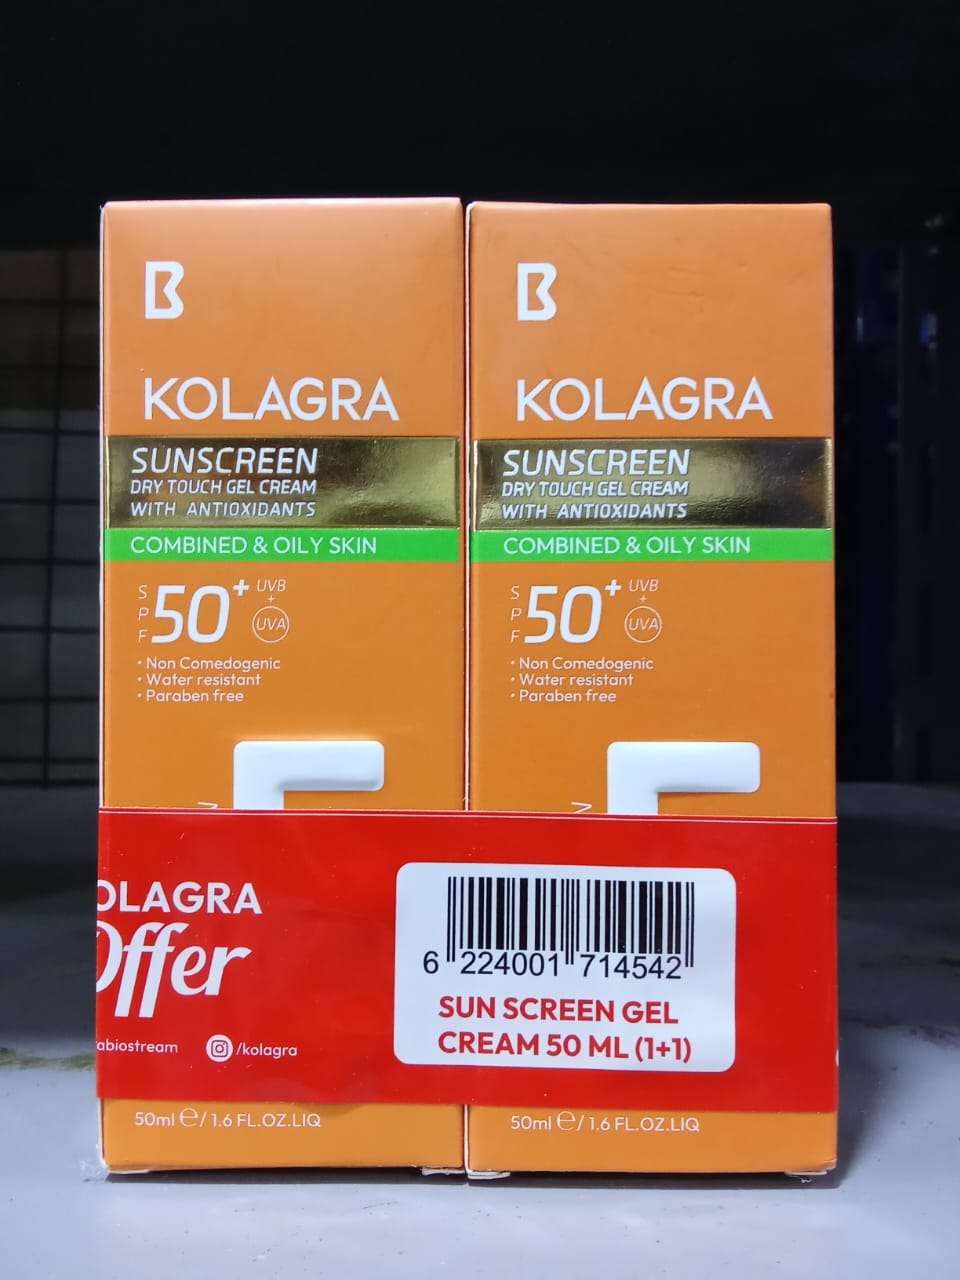 B
KOLAGRA
SUNSCREEN
DRY TOUCH GEL CREAM
WITH ANTIOXIDANTS
COMBINED & OILY SKIN
SPF 50+ UVB + UVA
• Non Comedogenic
• Water resistant
• Paraben free
B
KOLAGRA
SUNSCREEN
DRY TOUCH GEL CREAM
WITH ANTIOXIDANTS
COMBINED & OILY SKIN
SPF 50+ UVB + UVA
• Non Comedogenic
• Water resistant
• Paraben free
OLAGRA
Offer
abiostream /kolagra
6 224001 714542
SUN SCREEN GEL
CREAM 50 ML (1+1)
50ml ℮/ 1.6 FL.OZ.LIQ
50ml ℮/ 1.6 FL.OZ.LIQ